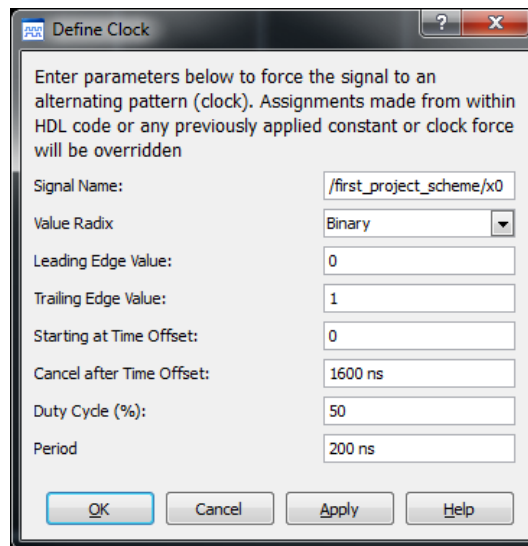 Define Clock
?
Enter parameters below to force the signal to an
alternating pattern (clock). Assignments made from within
HDL code or any previously applied constant or clock force
will be overridden
Signal Name: /first_project_scheme/x0
Value Radix Binary
Leading Edge Value: 0
Trailing Edge Value: 1
Starting at Time Offset: 0
Cancel after Time Offset: 1600 ns
Duty Cycle (%): 50
Period 200 ns
OK Cancel Apply Help